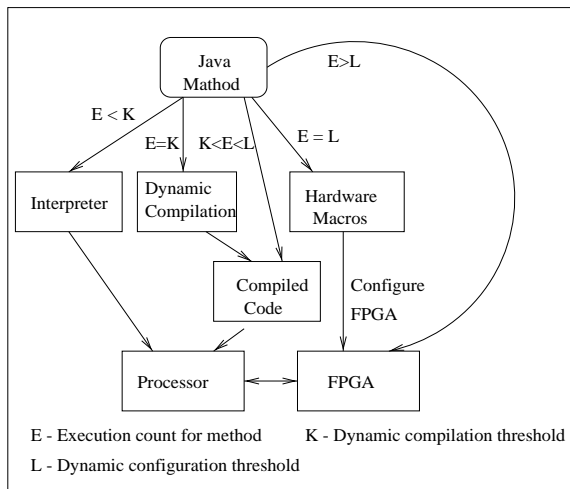 Java
Mathod
E>L
E < K
E=K
K<E<L
E = L
Interpreter
Dynamic
Compilation
Hardware
Macros
Compiled
Code
Configure
FPGA
Processor
FPGA
E - Execution count for method
K - Dynamic compilation threshold
L - Dynamic configuration threshold